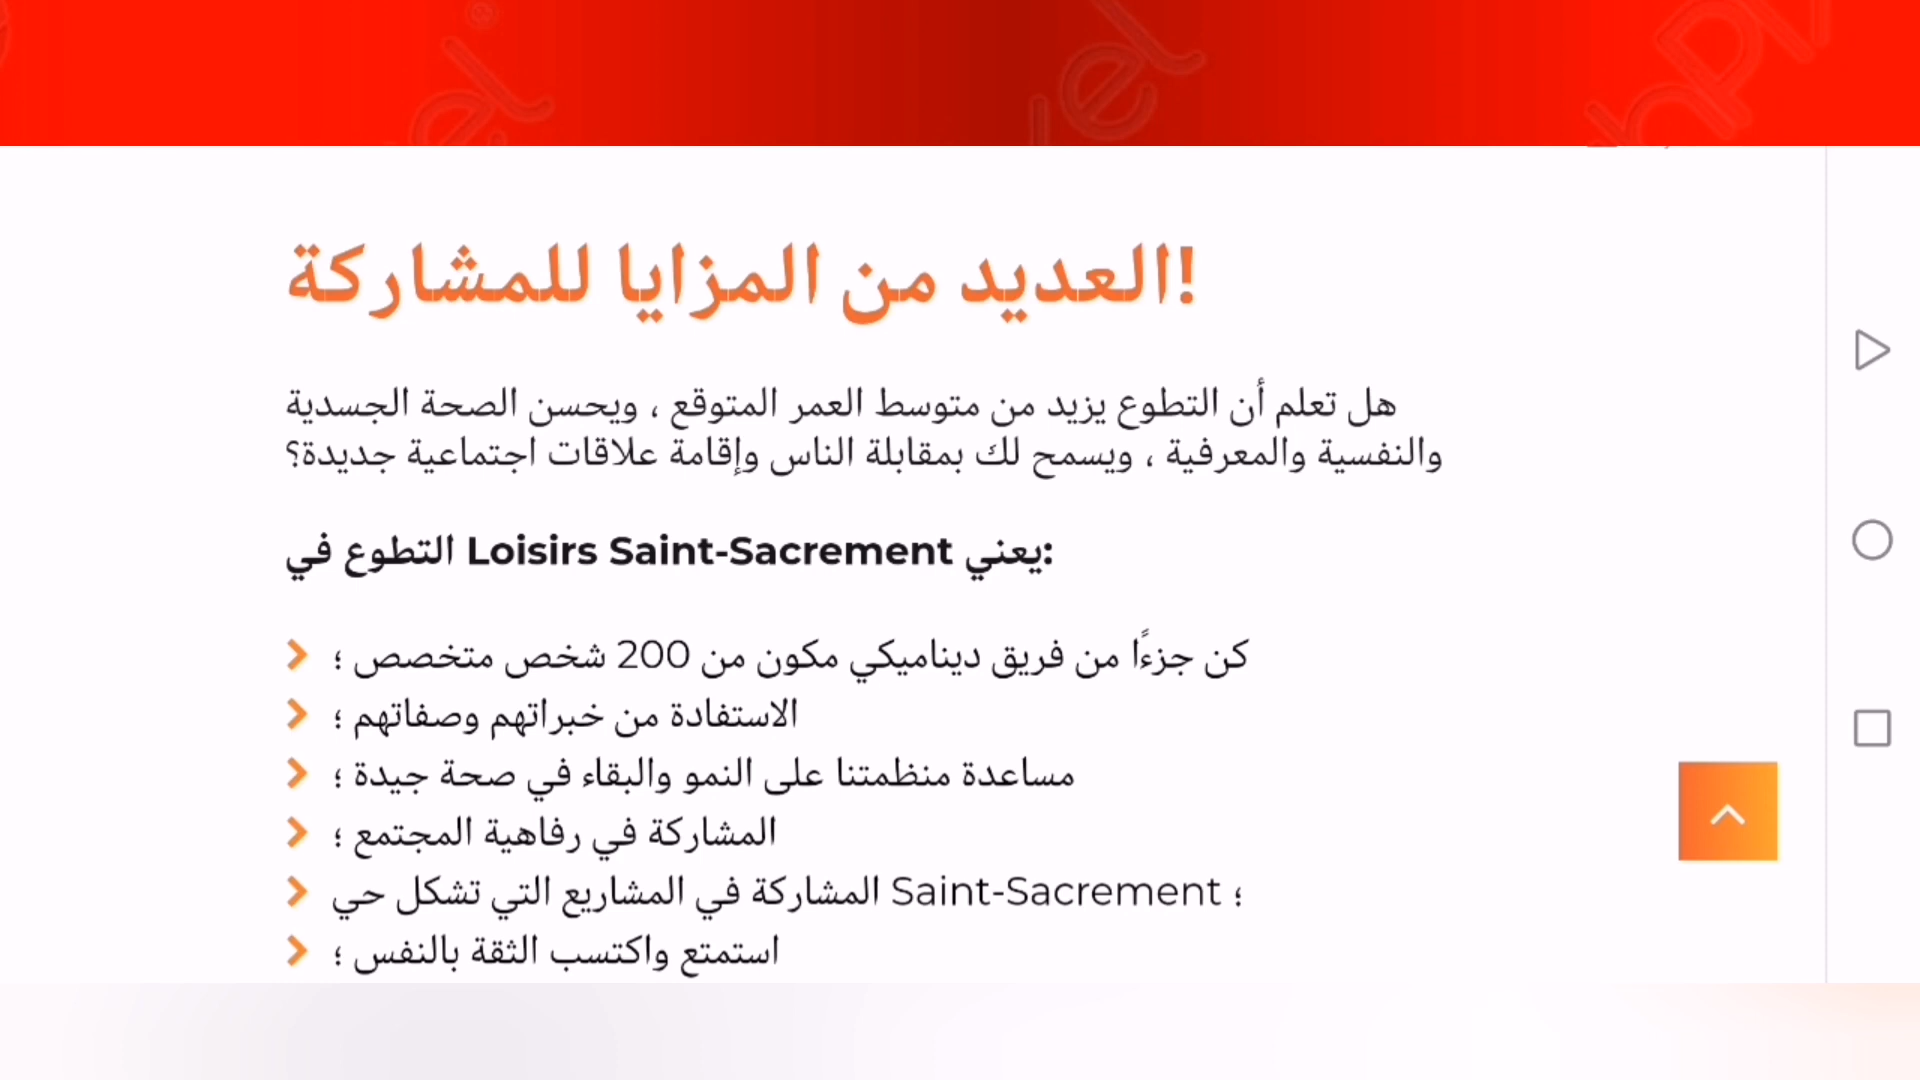 العديد من المزايا للمشاركة!
هل تعلم أن التطوع يزيد من متوسط العمر المتوقع ، ويحسن الصحة الجسدية
والنفسية والمعرفية ، ويسمح لك بمقابلة الناس وإقامة علاقات اجتماعية جديدة؟
التطوع في Loisirs Saint-Sacrement يعني:
كن جزءًا من فريق ديناميكي مكون من 200 شخص متخصص ؛
الاستفادة من خبراتهم وصفاتهم ؛
مساعدة منظمتنا على النمو والبقاء في صحة جيدة ؛
المشاركة في رفاهية المجتمع ؛
المشاركة في المشاريع التي تشكل حي Saint-Sacrement ؛
استمتع واكتسب الثقة بالنفس ؛